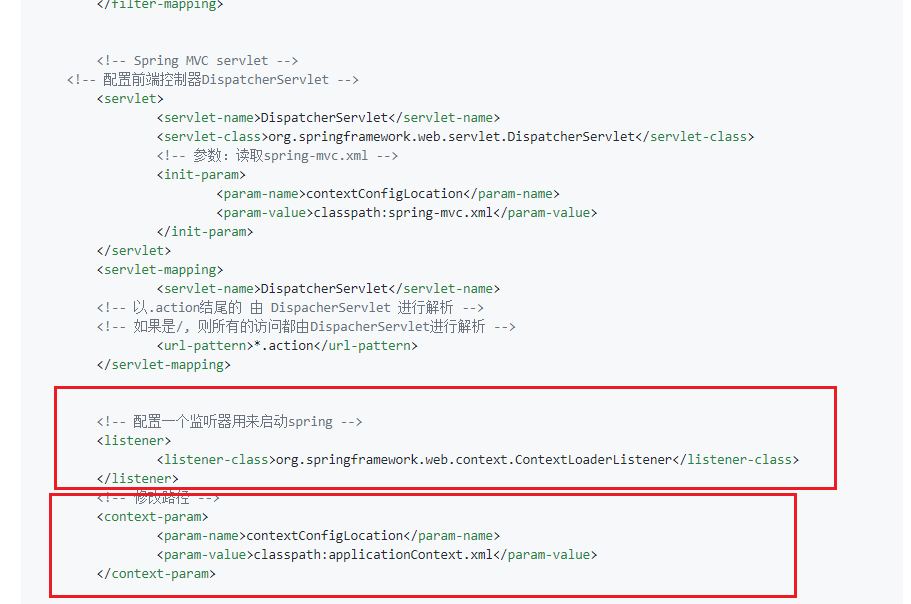 </filter-mapping>
<!-- Spring MVC servlet -->
<!-- 配置前端控制器DispatcherServlet -->
<servlet>
<servlet-name>DispatcherServlet</servlet-name>
<servlet-class>org.springframework.web.servlet.DispatcherServlet</servlet-class>
<!-- 参数：读取spring-mvc.xml -->
<init-param>
<param-name>contextConfigLocation</param-name>
<param-value>classpath:spring-mvc.xml</param-value>
</init-param>
</servlet>
<servlet-mapping>
<servlet-name>DispatcherServlet</servlet-name>
<!-- 以.action结尾的 由 DispacherServlet 进行解析 -->
<!-- 如果是/, 则所有的访问都由DispacherServlet进行解析 -->
<url-pattern>*.action</url-pattern>
</servlet-mapping>
<!-- 配置一个监听器用来启动spring -->
<listener>
<listener-class>org.springframework.web.context.ContextLoaderListener</listener-class>
</listener>
<!-- 修改路径 -->
<context-param>
<param-name>contextConfigLocation</param-name>
<param-value>classpath:applicationContext.xml</param-value>
</context-param>